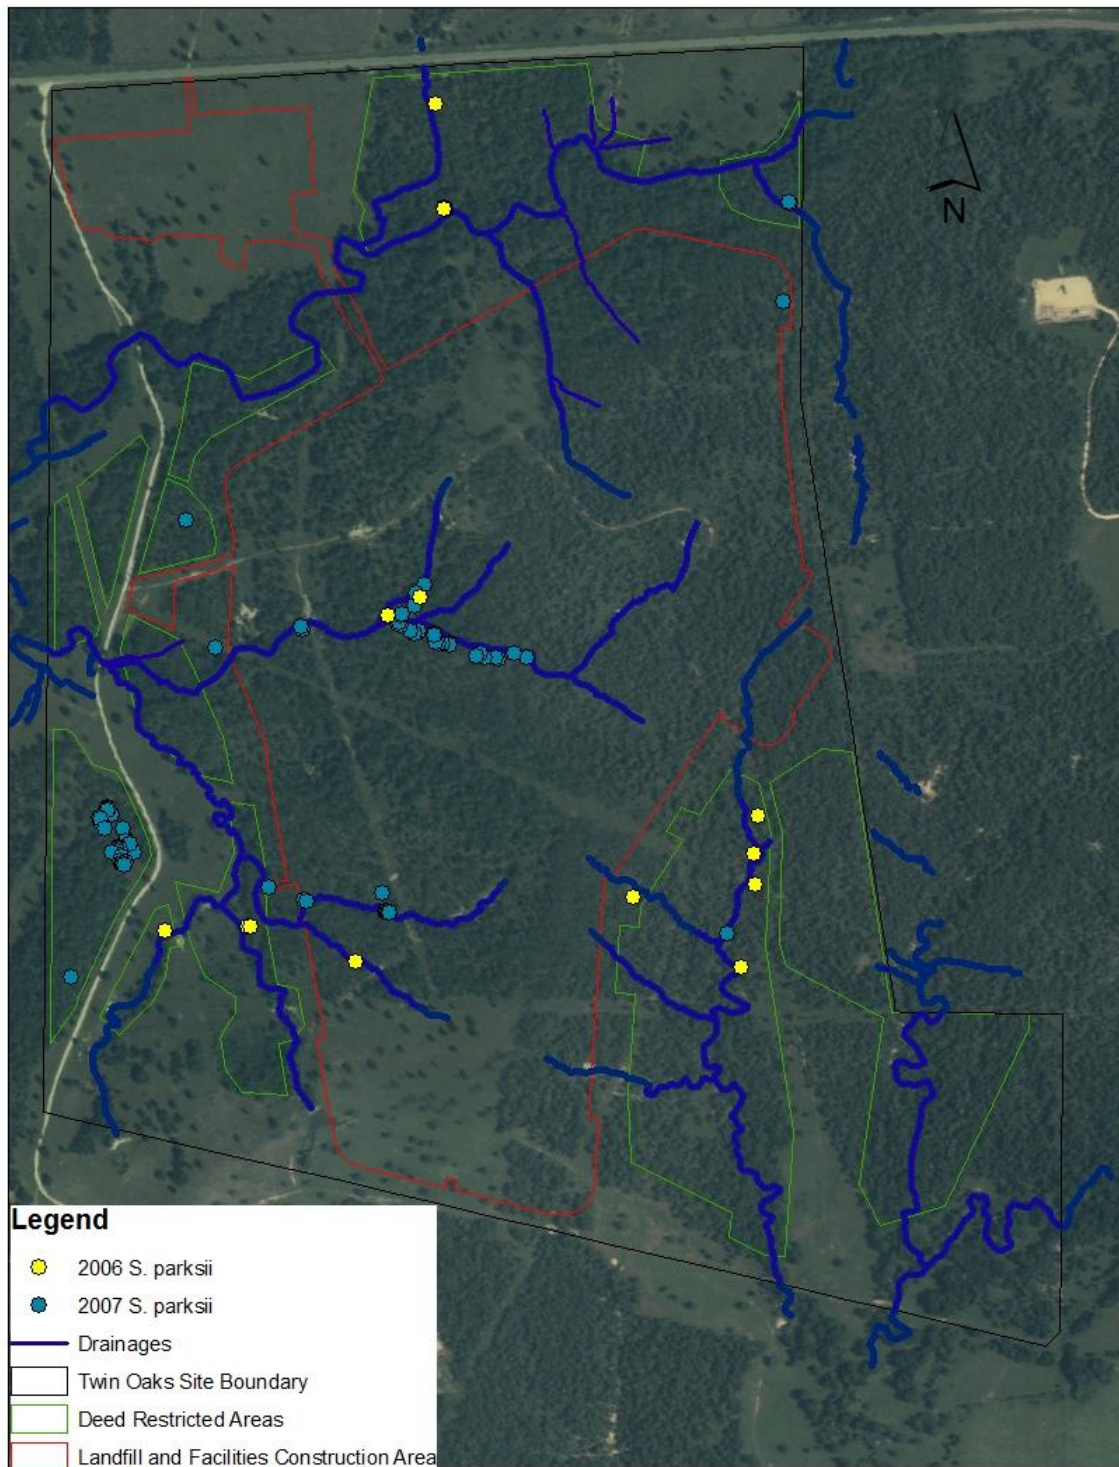 N
Legend
2006 S. parksii
2007 S. parksii
Drainages
Twin Oaks Site Boundary
Deed Restricted Areas
Landfill and Facilities Construction Area